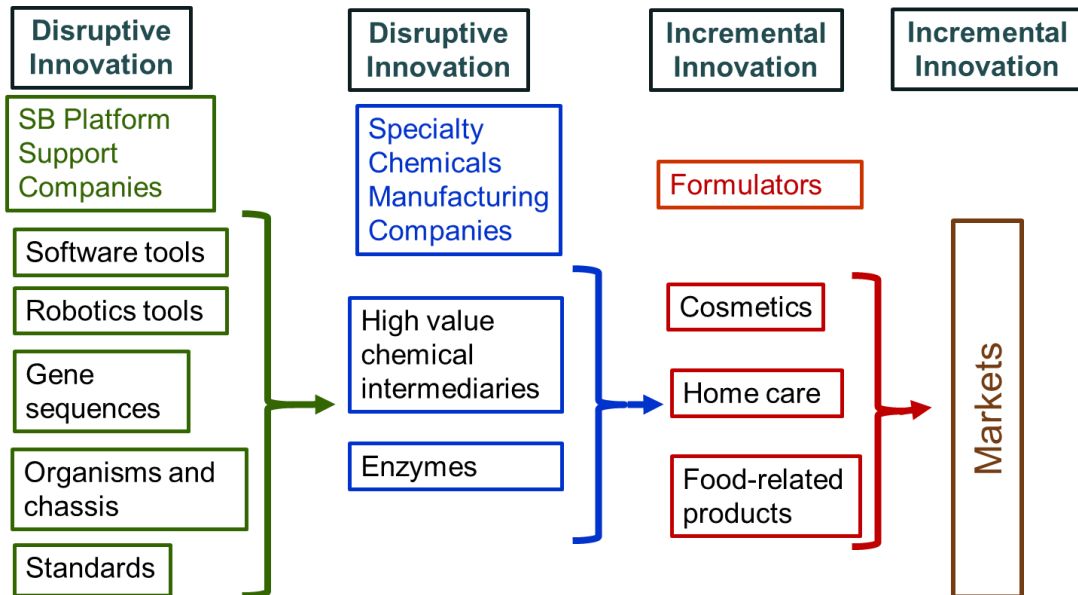 Disruptive
Innovation
Disruptive
Innovation
Incremental
Innovation
Incremental
Innovation
SB Platform
Support
Companies
Software tools
Robotics tools
Gene
sequences
Organisms and
chassis
Standards
Specialty
Chemicals
Manufacturing
Companies
High value
chemical
intermediaries
Enzymes
Formulators
Cosmetics
Home care
Food-related
products
Markets